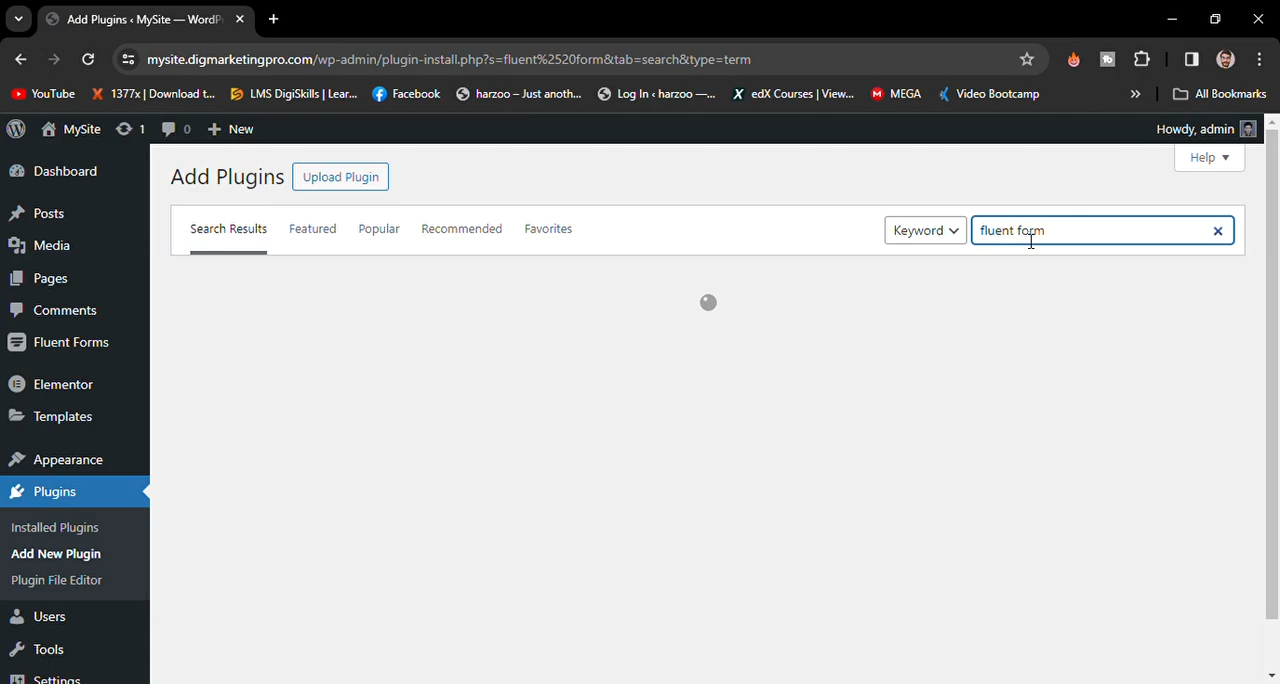 Add Plugins ‹ MySite — WordPr
mysite.digmarketingpro.com/wp-admin/plugin-install.php?s=fluent%2520form&tab=search&type=term
YouTube 1377x | Download t... LMS DigiSkills | Lear... Facebook harzoo – Just anoth... Log In ‹ harzoo —... edX Courses | View... MEGA Video Bootcamp » All Bookmarks
MySite 1 0 + New Howdy, admin
Help
Add Plugins Upload Plugin
Search Results Featured Popular Recommended Favorites Keyword fluent form
Dashboard
Posts
Media
Pages
Comments
Fluent Forms
Elementor
Templates
Appearance
Plugins
Installed Plugins
Add New Plugin
Plugin File Editor
Users
Tools
Settings